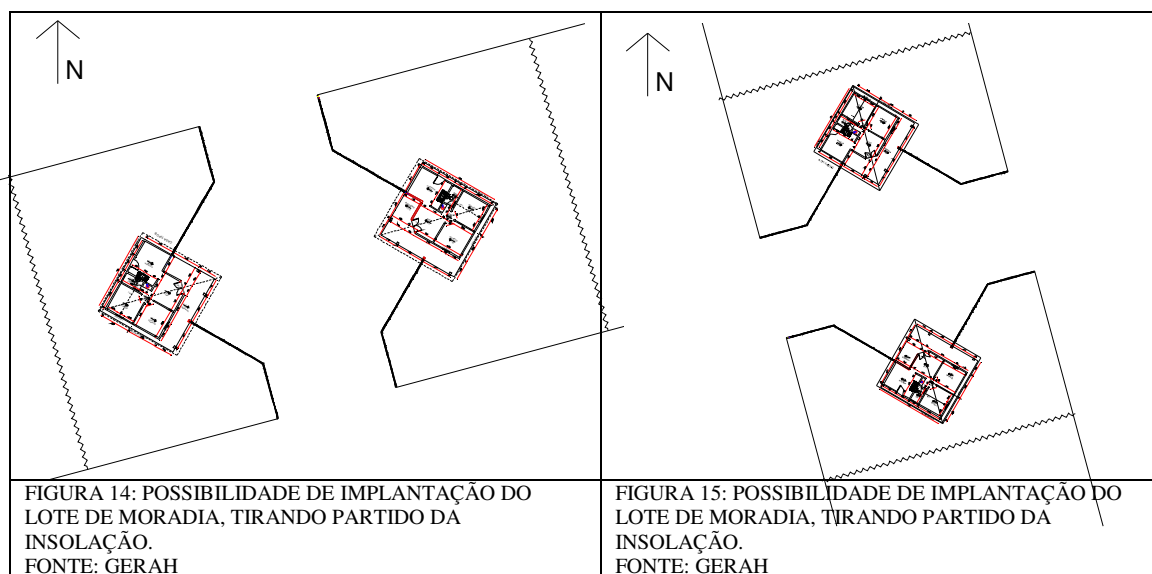 N
N
FIGURA 14: POSSIBILIDADE DE IMPLANTAÇÃO DO
LOTE DE MORADIA, TIRANDO PARTIDO DA
INSOLAÇÃO.
FONTE: GERAH
FIGURA 15: POSSIBILIDADE DE IMPLANTAÇÃO DO
LOTE DE MORADIA, TIRANDO PARTIDO DA
INSOLAÇÃO.
FONTE: GERAH